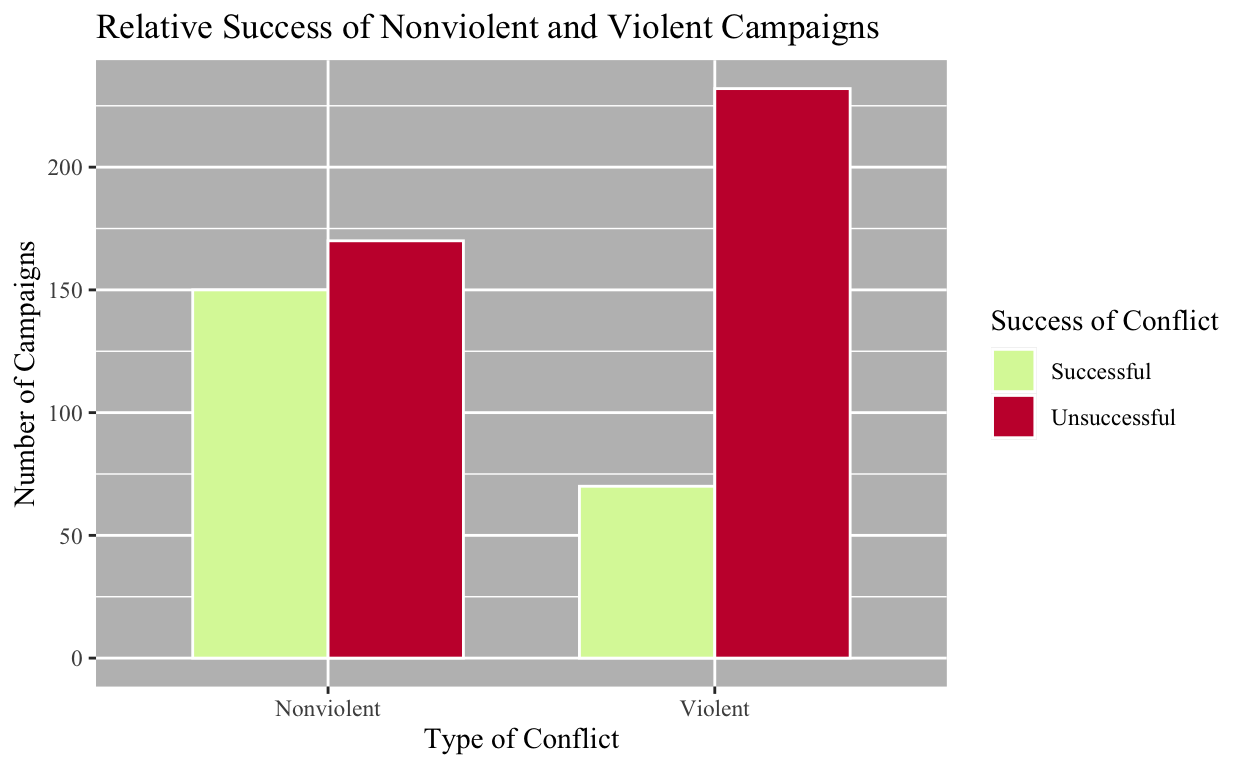 Relative Success of Nonviolent and Violent Campaigns
Number of Campaigns
200
150
100
50
0
Nonviolent
Violent
Type of Conflict
Success of Conflict
Successful
Unsuccessful